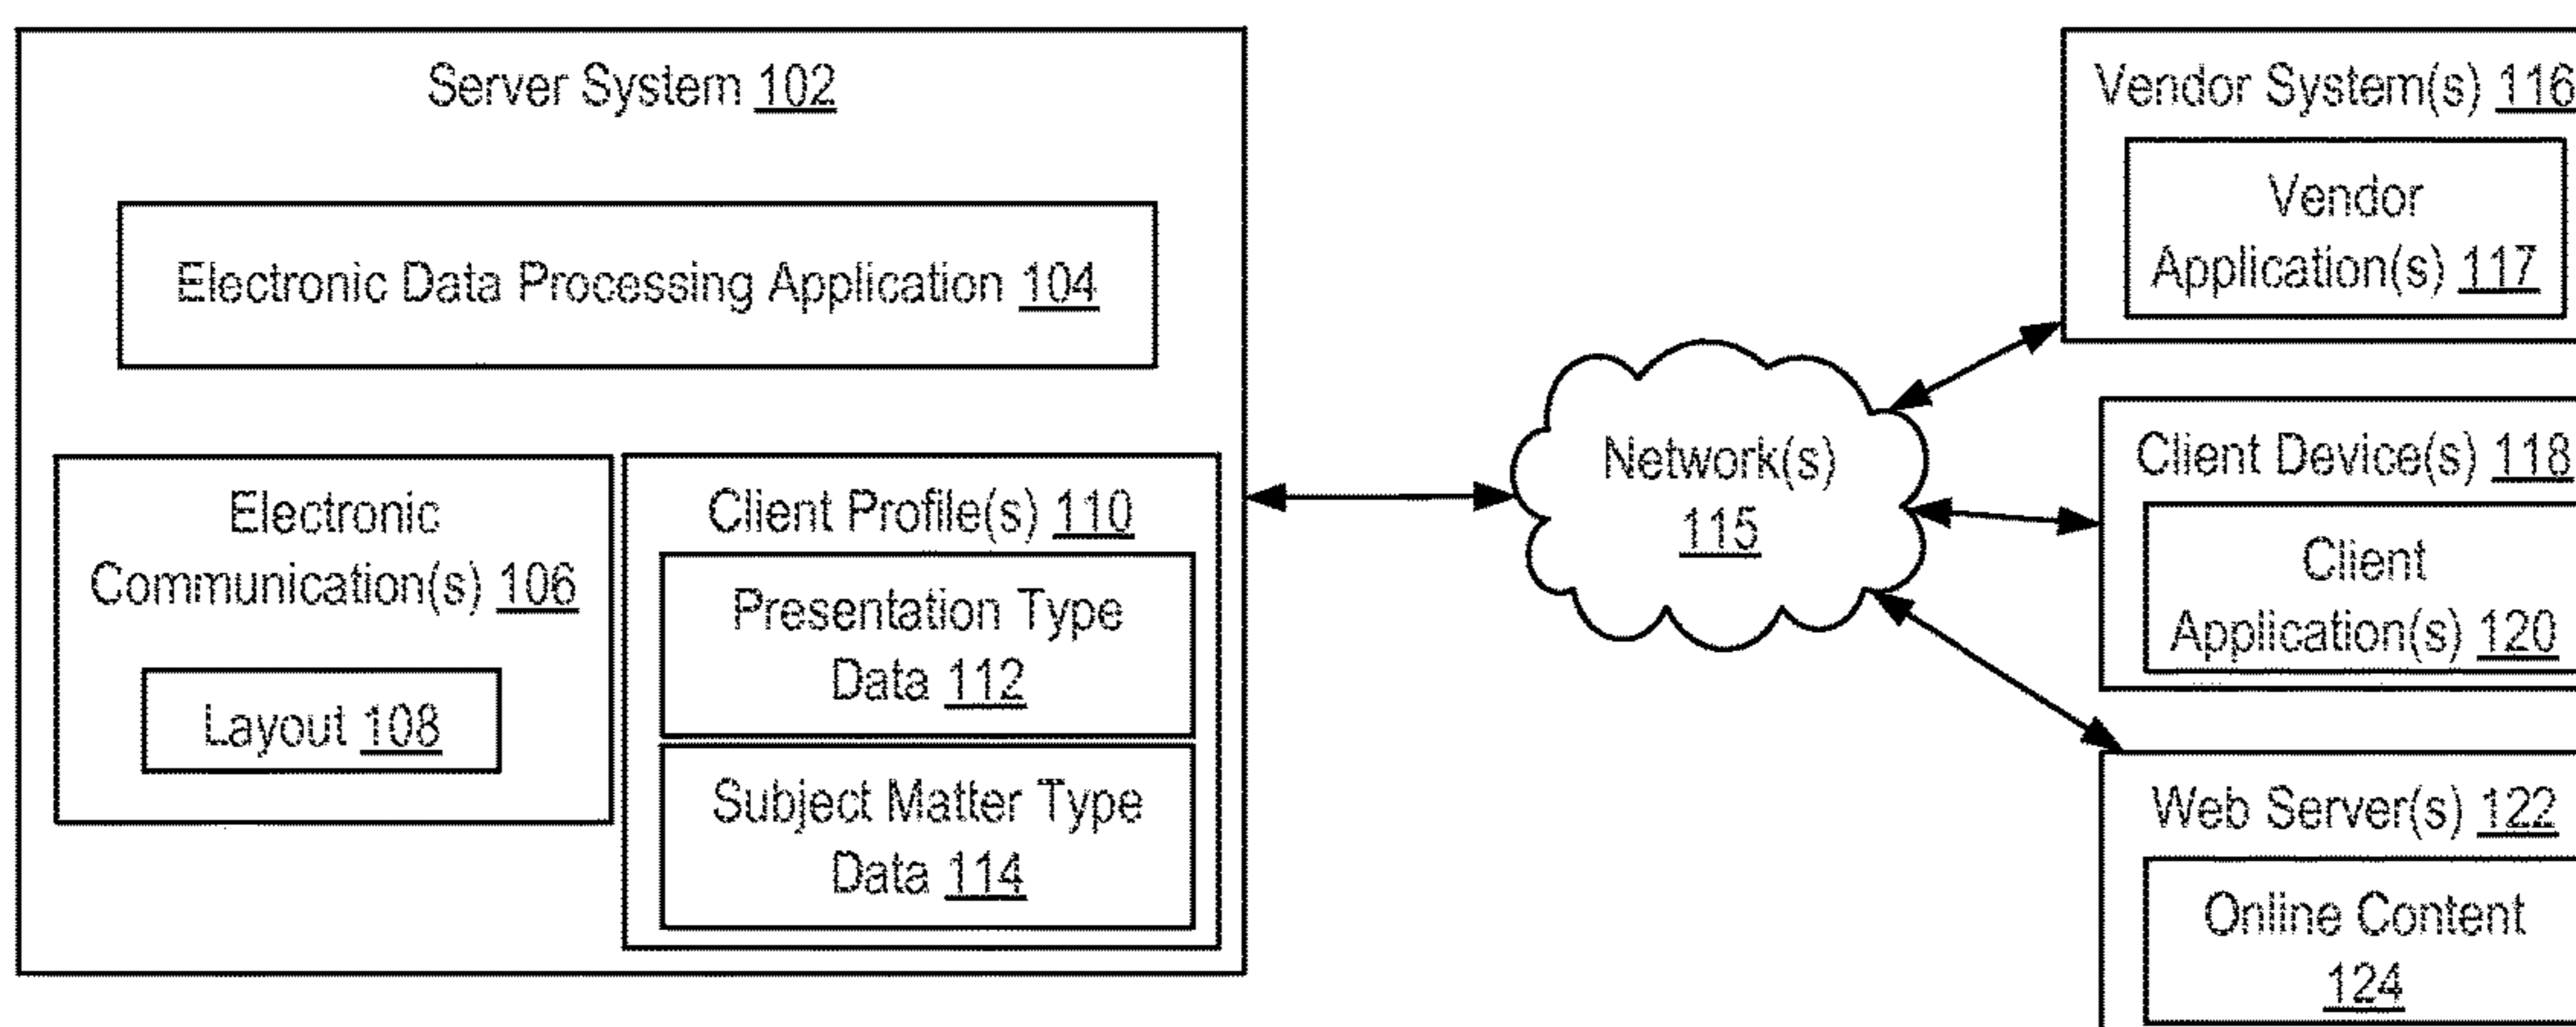 Server System 102
Electronic Data Processing Application 104
Electronic
Communication(s) 106
Layout 108
Client Profile(s) 110
Presentation Type
Data 112
Subject Matter Type
Data 114
Network(s)
115
Vendor System(s) 116
Vendor
Application(s) 117
Client Device(s) 118
Client
Application(s) 120
Web Server(s) 122
Online Content
124